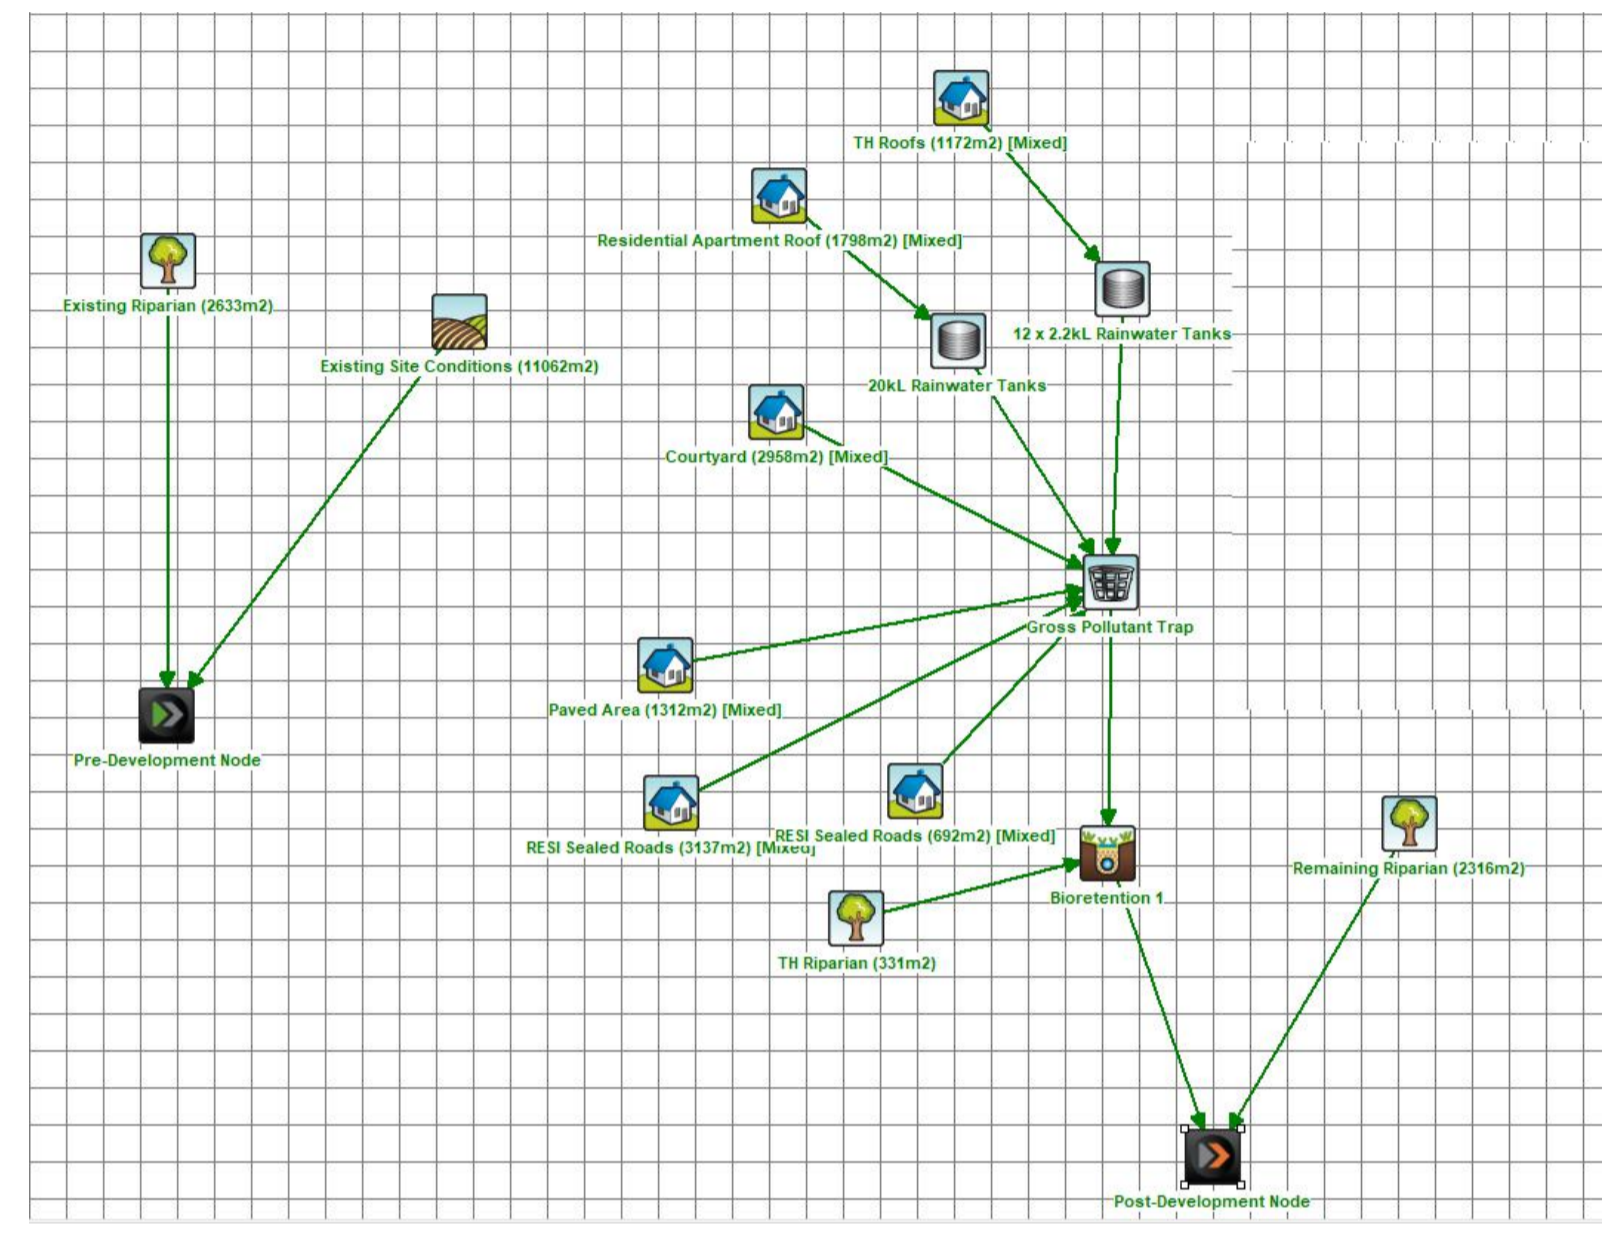 TH Roofs (1172m2) [Mixed]
Residential Apartment Roof (1798m2) [Mixed]
Existing Riparian (2633m2)
12 x 2.2kL Rainwater Tanks
Existing Site Conditions (11062m2)
20kL Rainwater Tanks
Courtyard (2958m2) [Mixed]
Gross Pollutant Trap
Paved Area (1312m2) [Mixed]
Pre-Development Node
RESI Sealed Roads (692m2) [Mixed]
RESI Sealed Roads (3137m2) [Mixed]
Remaining Riparian (2316m2)
Bioretention 1
TH Riparian (331m2)
Post-Development Node